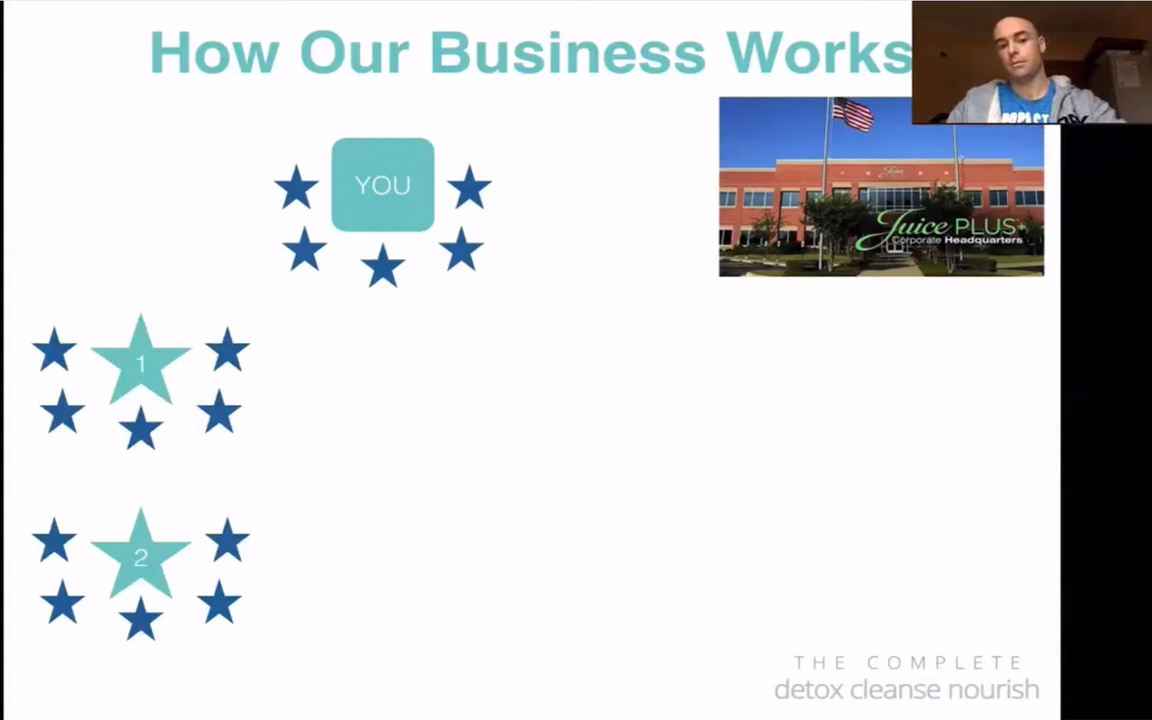 How Our Business Works
YOU
Juice PLUS+
Corporate Headquarters
1
2
THE COMPLETE
detox cleanse nourish